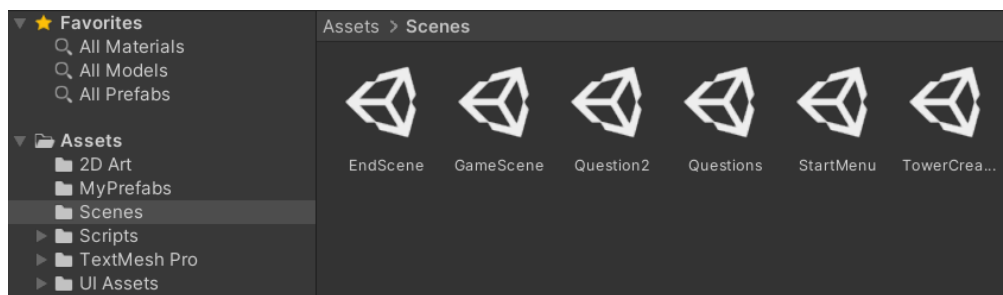 Favorites
All Materials
All Models
All Prefabs
Assets
2D Art
MyPrefabs
Scenes
Scripts
TextMesh Pro
UI Assets
Assets > Scenes
EndScene
GameScene
Question2
Questions
StartMenu
TowerCrea...